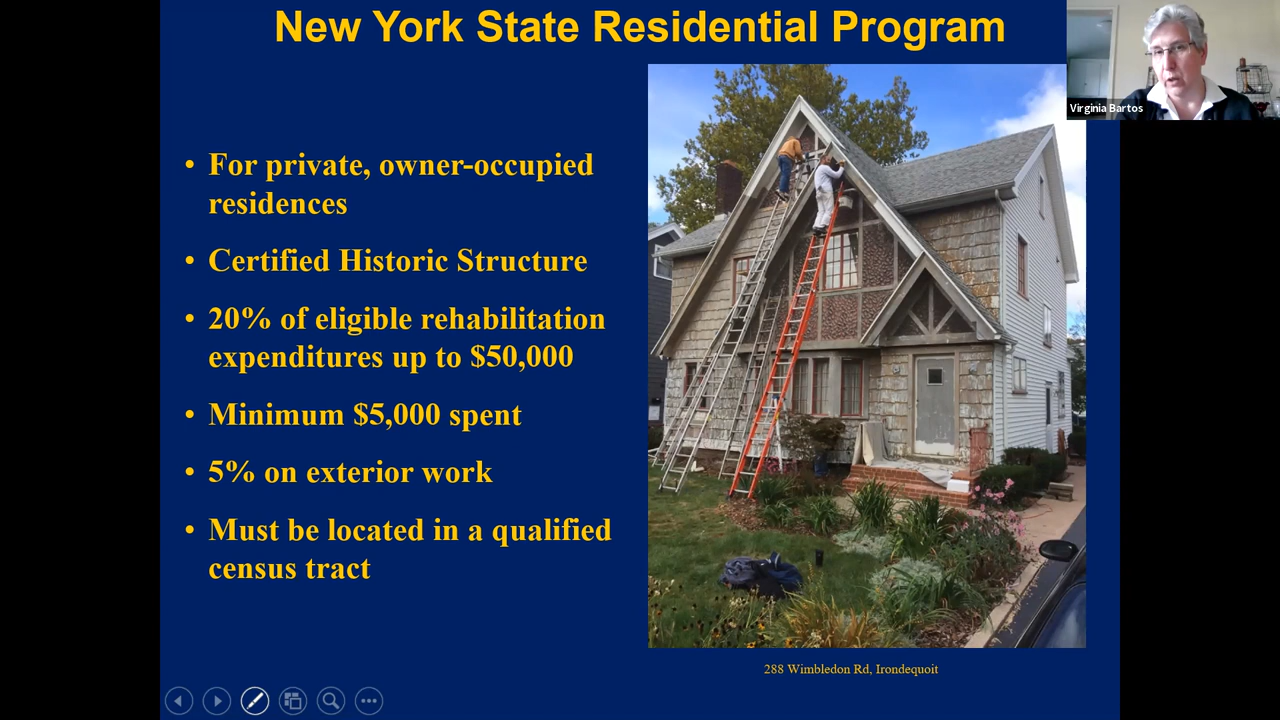 New York State Residential Program
Virginia Bartos
• For private, owner-occupied
residences
• Certified Historic Structure
• 20% of eligible rehabilitation
expenditures up to $50,000
• Minimum $5,000 spent
• 5% on exterior work
• Must be located in a qualified
census tract
288 Wimbledon Rd, Irondequoit